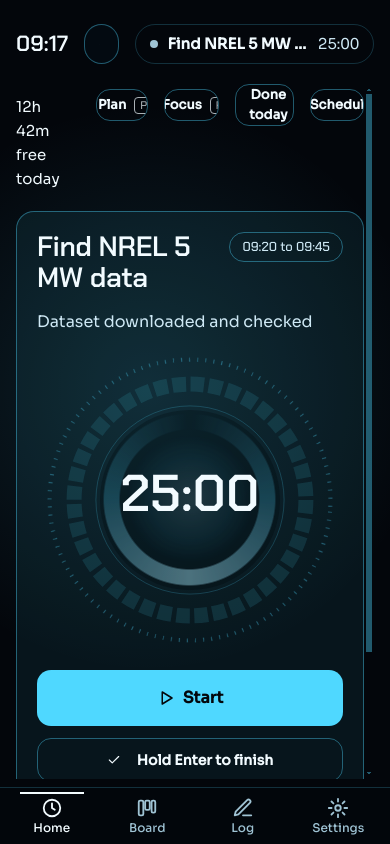 09:17
Find NREL 5 MW ... 25:00
12h
42m
free
today
Plan P
Focus
Done
today
Schedul
Find NREL 5
MW data
09:20 to 09:45
Dataset downloaded and checked
25:00
Start
Hold Enter to finish
Home Board Log Settings